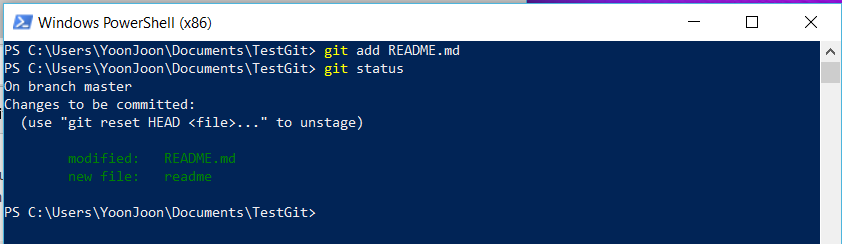 Windows PowerShell (x86)
PS C:\Users\YoonJoon\Documents\TestGit> git add README.md
PS C:\Users\YoonJoon\Documents\TestGit> git status
On branch master
Changes to be committed:
  (use "git reset HEAD <file>..." to unstage)
        modified:   README.md
        new file:   readme
PS C:\Users\YoonJoon\Documents\TestGit>